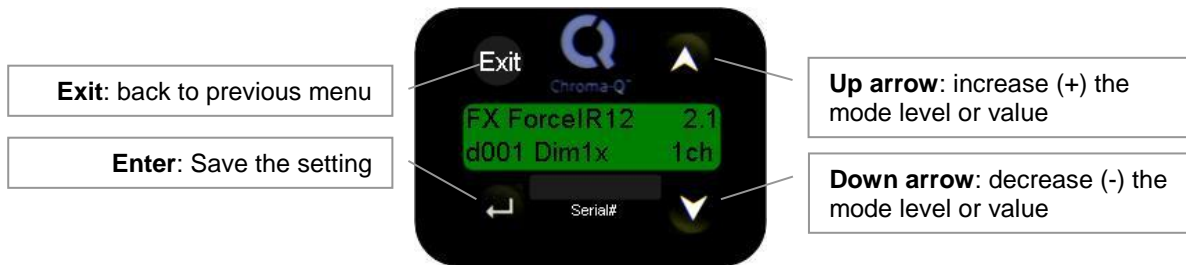 Exit: back to previous menu
Enter: Save the setting
Exit
Chroma-Q™
FX ForceIR12 2.1
d001 Dim1x 1ch
Serial#
Up arrow: increase (+) the
mode level or value
Down arrow: decrease (-) the
mode level or value